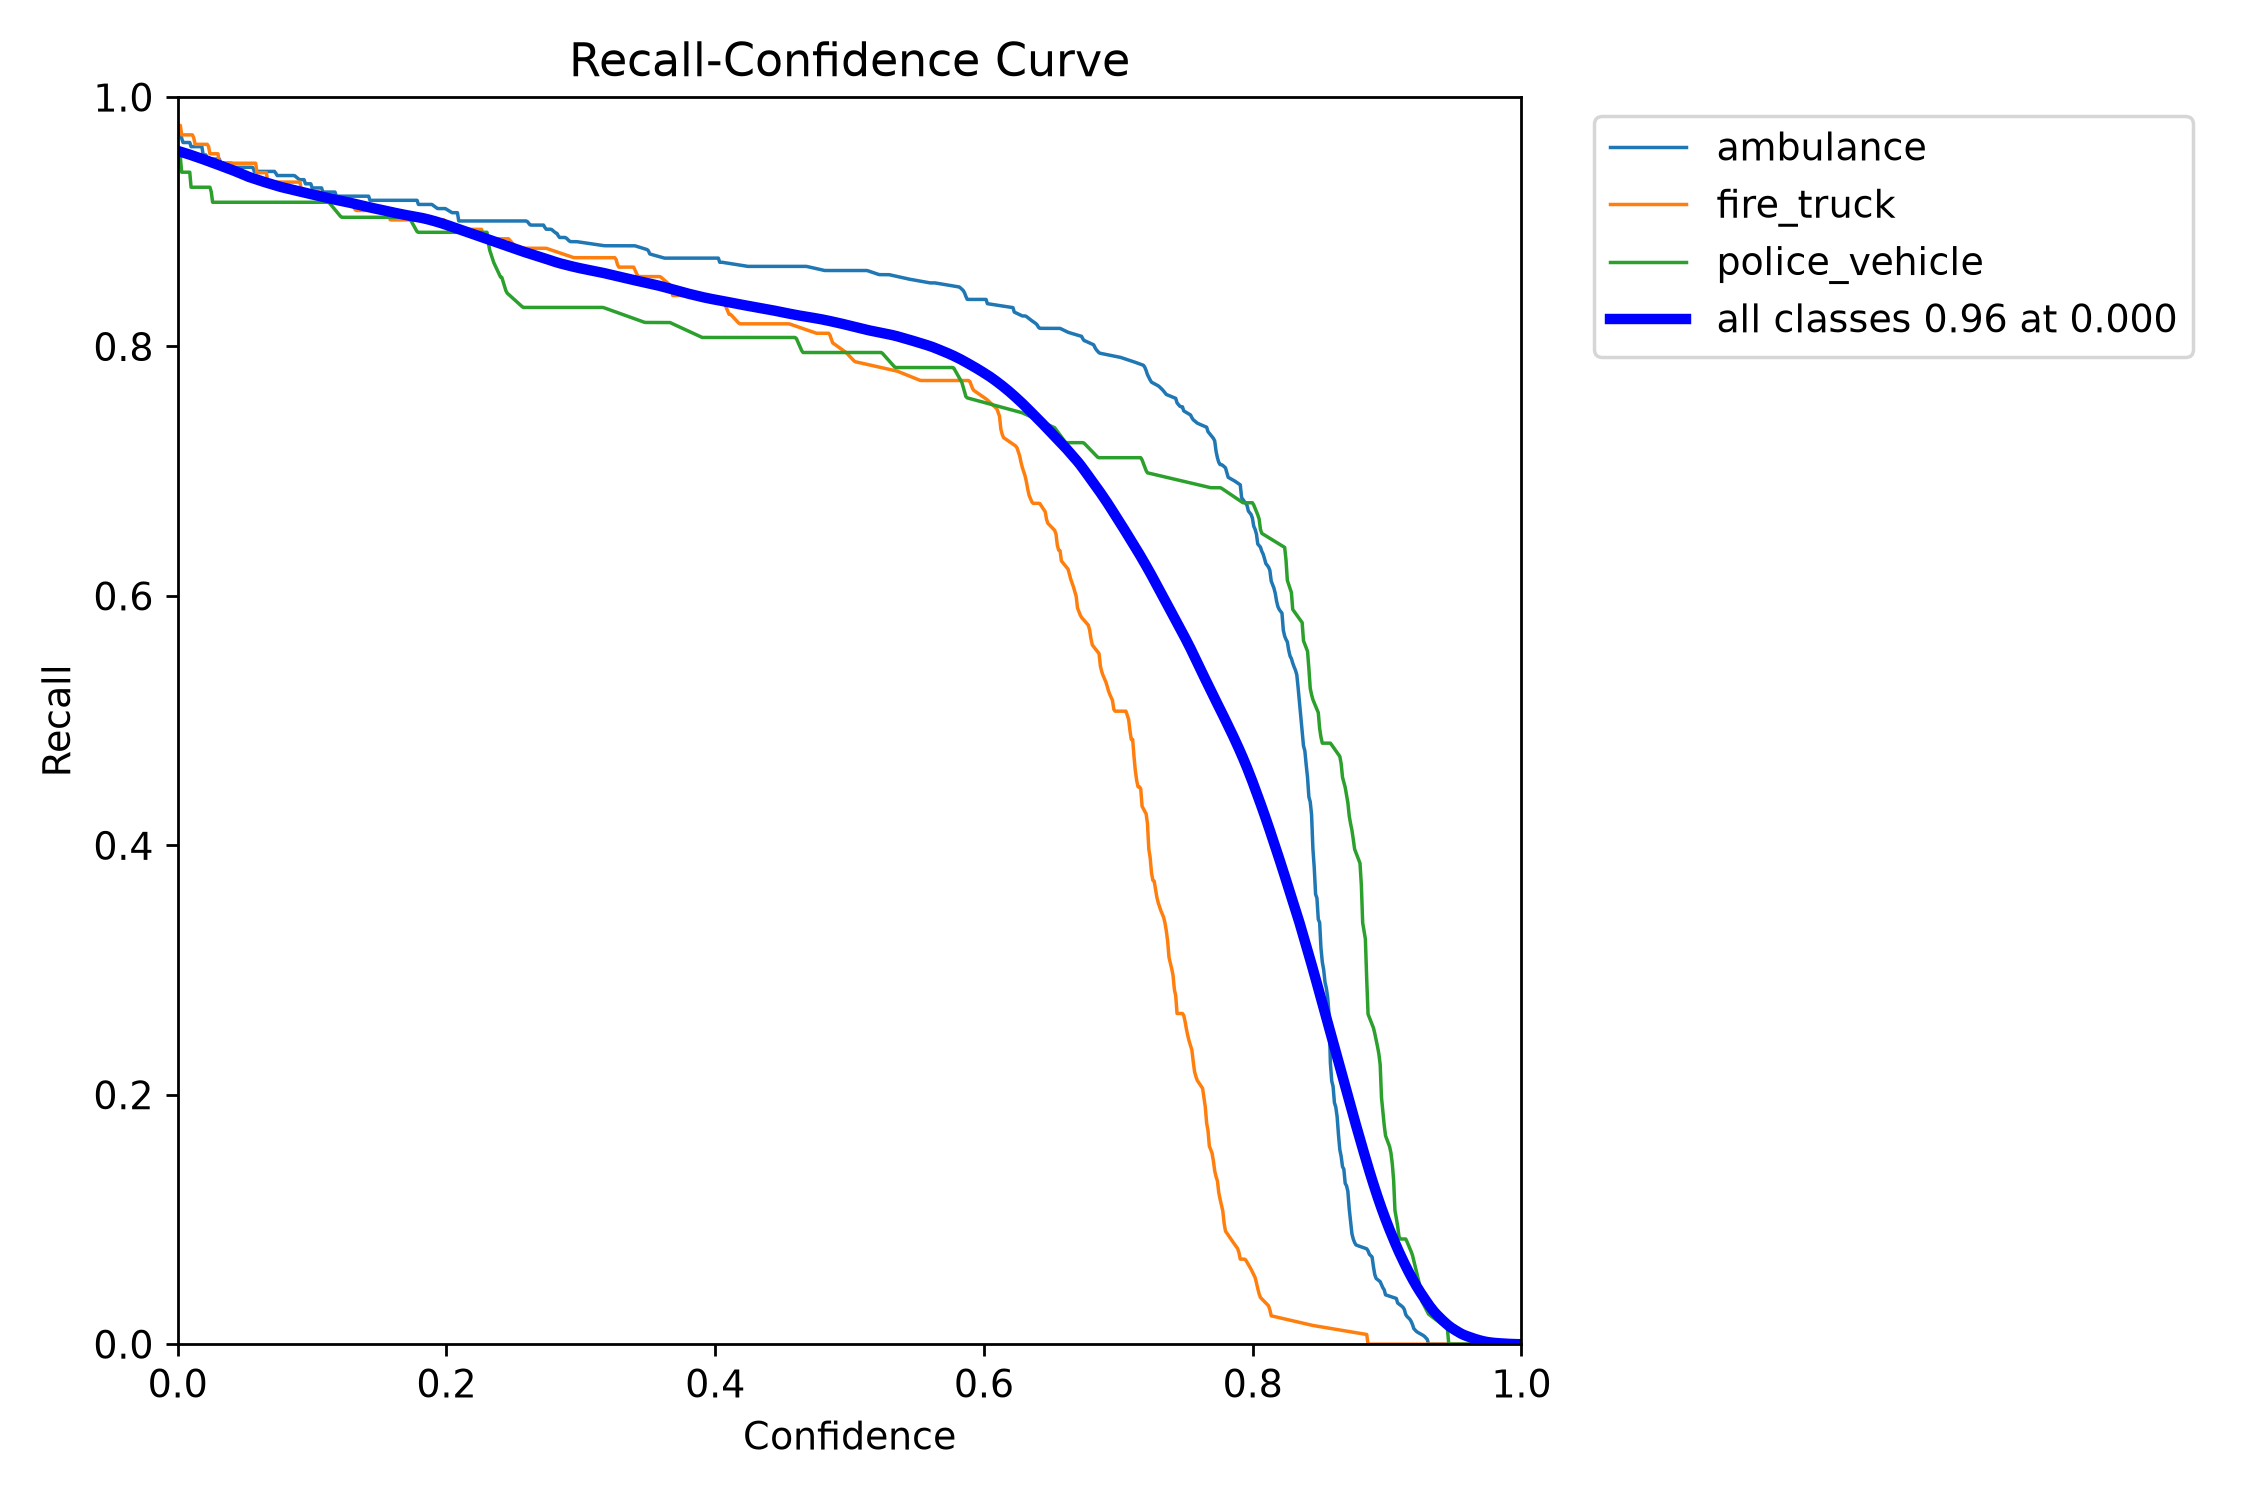 Recall-Confidence Curve
1.0
0.8
0.6
0.4
0.2
0.0
Recall
0.0 0.2 0.4 0.6 0.8 1.0
Confidence
ambulance
fire_truck
police_vehicle
all classes 0.96 at 0.000